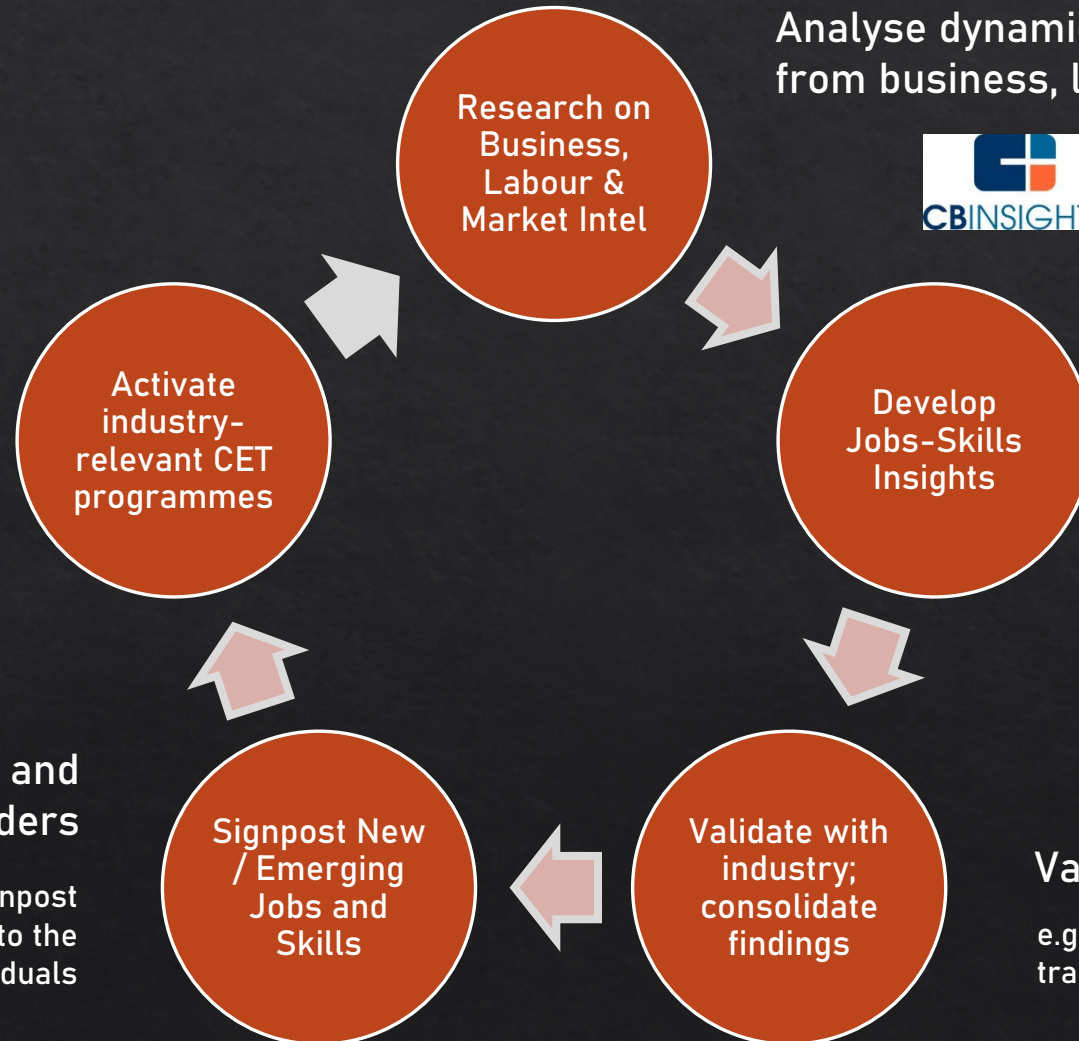 Analyse dynami
from business, l
CBINSIGHT
Research on
Business,
Labour &
Market Intel
Develop
Jobs-Skills
Insights
Validate with
industry;
consolidate
findings
Va
e.g
tra
Signpost New
/ Emerging
Jobs and
Skills
and
ders
npost
to the
duals
Activate
industry-
relevant CET
programmes